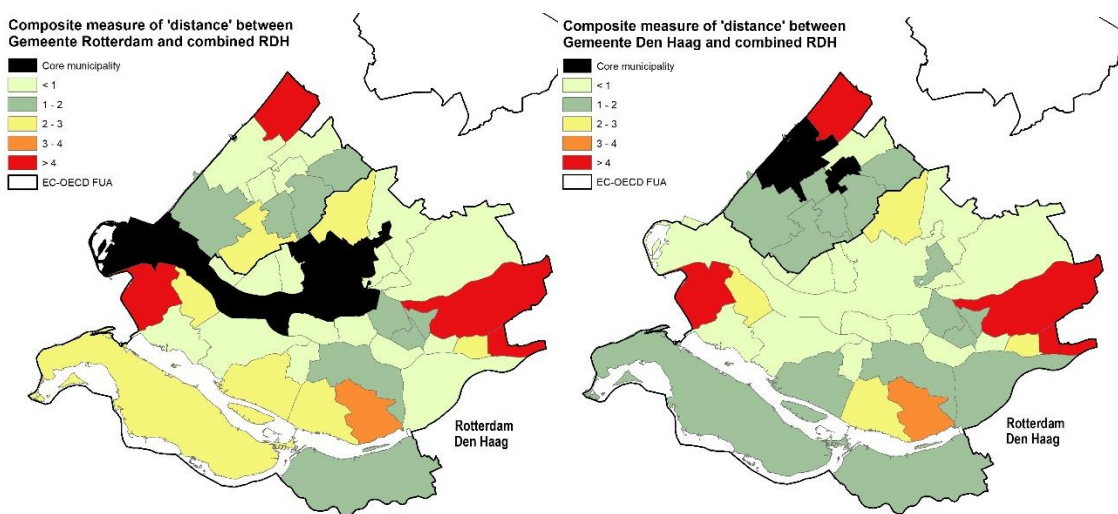 Composite measure of 'distance' between
Gemeente Rotterdam and combined RDH
Core municipality
< 1
1 - 2
2 - 3
3 - 4
> 4
EC-OECD FUA
Rotterdam
Den Haag
Composite measure of 'distance' between
Gemeente Den Haag and combined RDH
Core municipality
< 1
1 - 2
2 - 3
3 - 4
> 4
EC-OECD FUA
Rotterdam
Den Haag